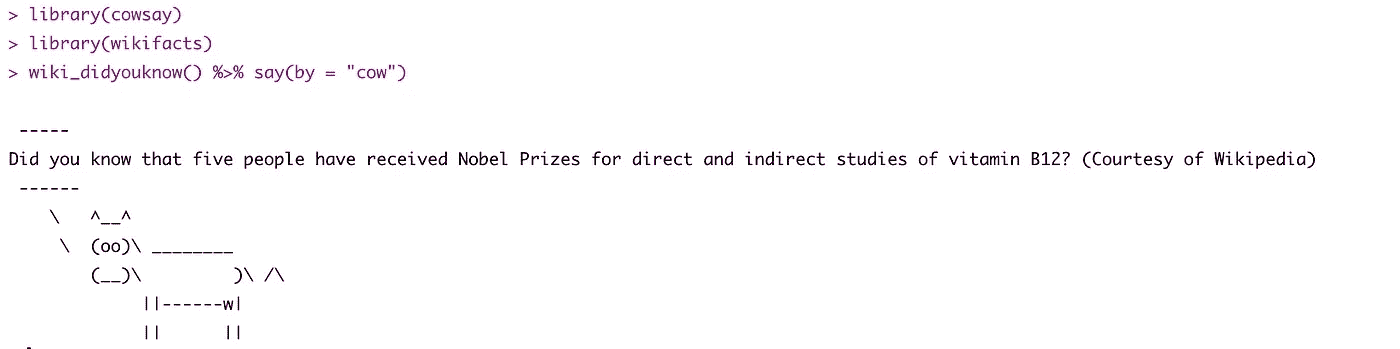 > library(cowsay)
> library(wikifacts)
> wiki_didyouknow() %>% say(by = "cow")

 -----
Did you know that five people have received Nobel Prizes for direct and indirect studies of vitamin B12? (Courtesy of Wikipedia)
 ------
    \   ^__^
     \  (oo)\ ________
        (__)\         )\ /\
             ||------w|
             ||      ||